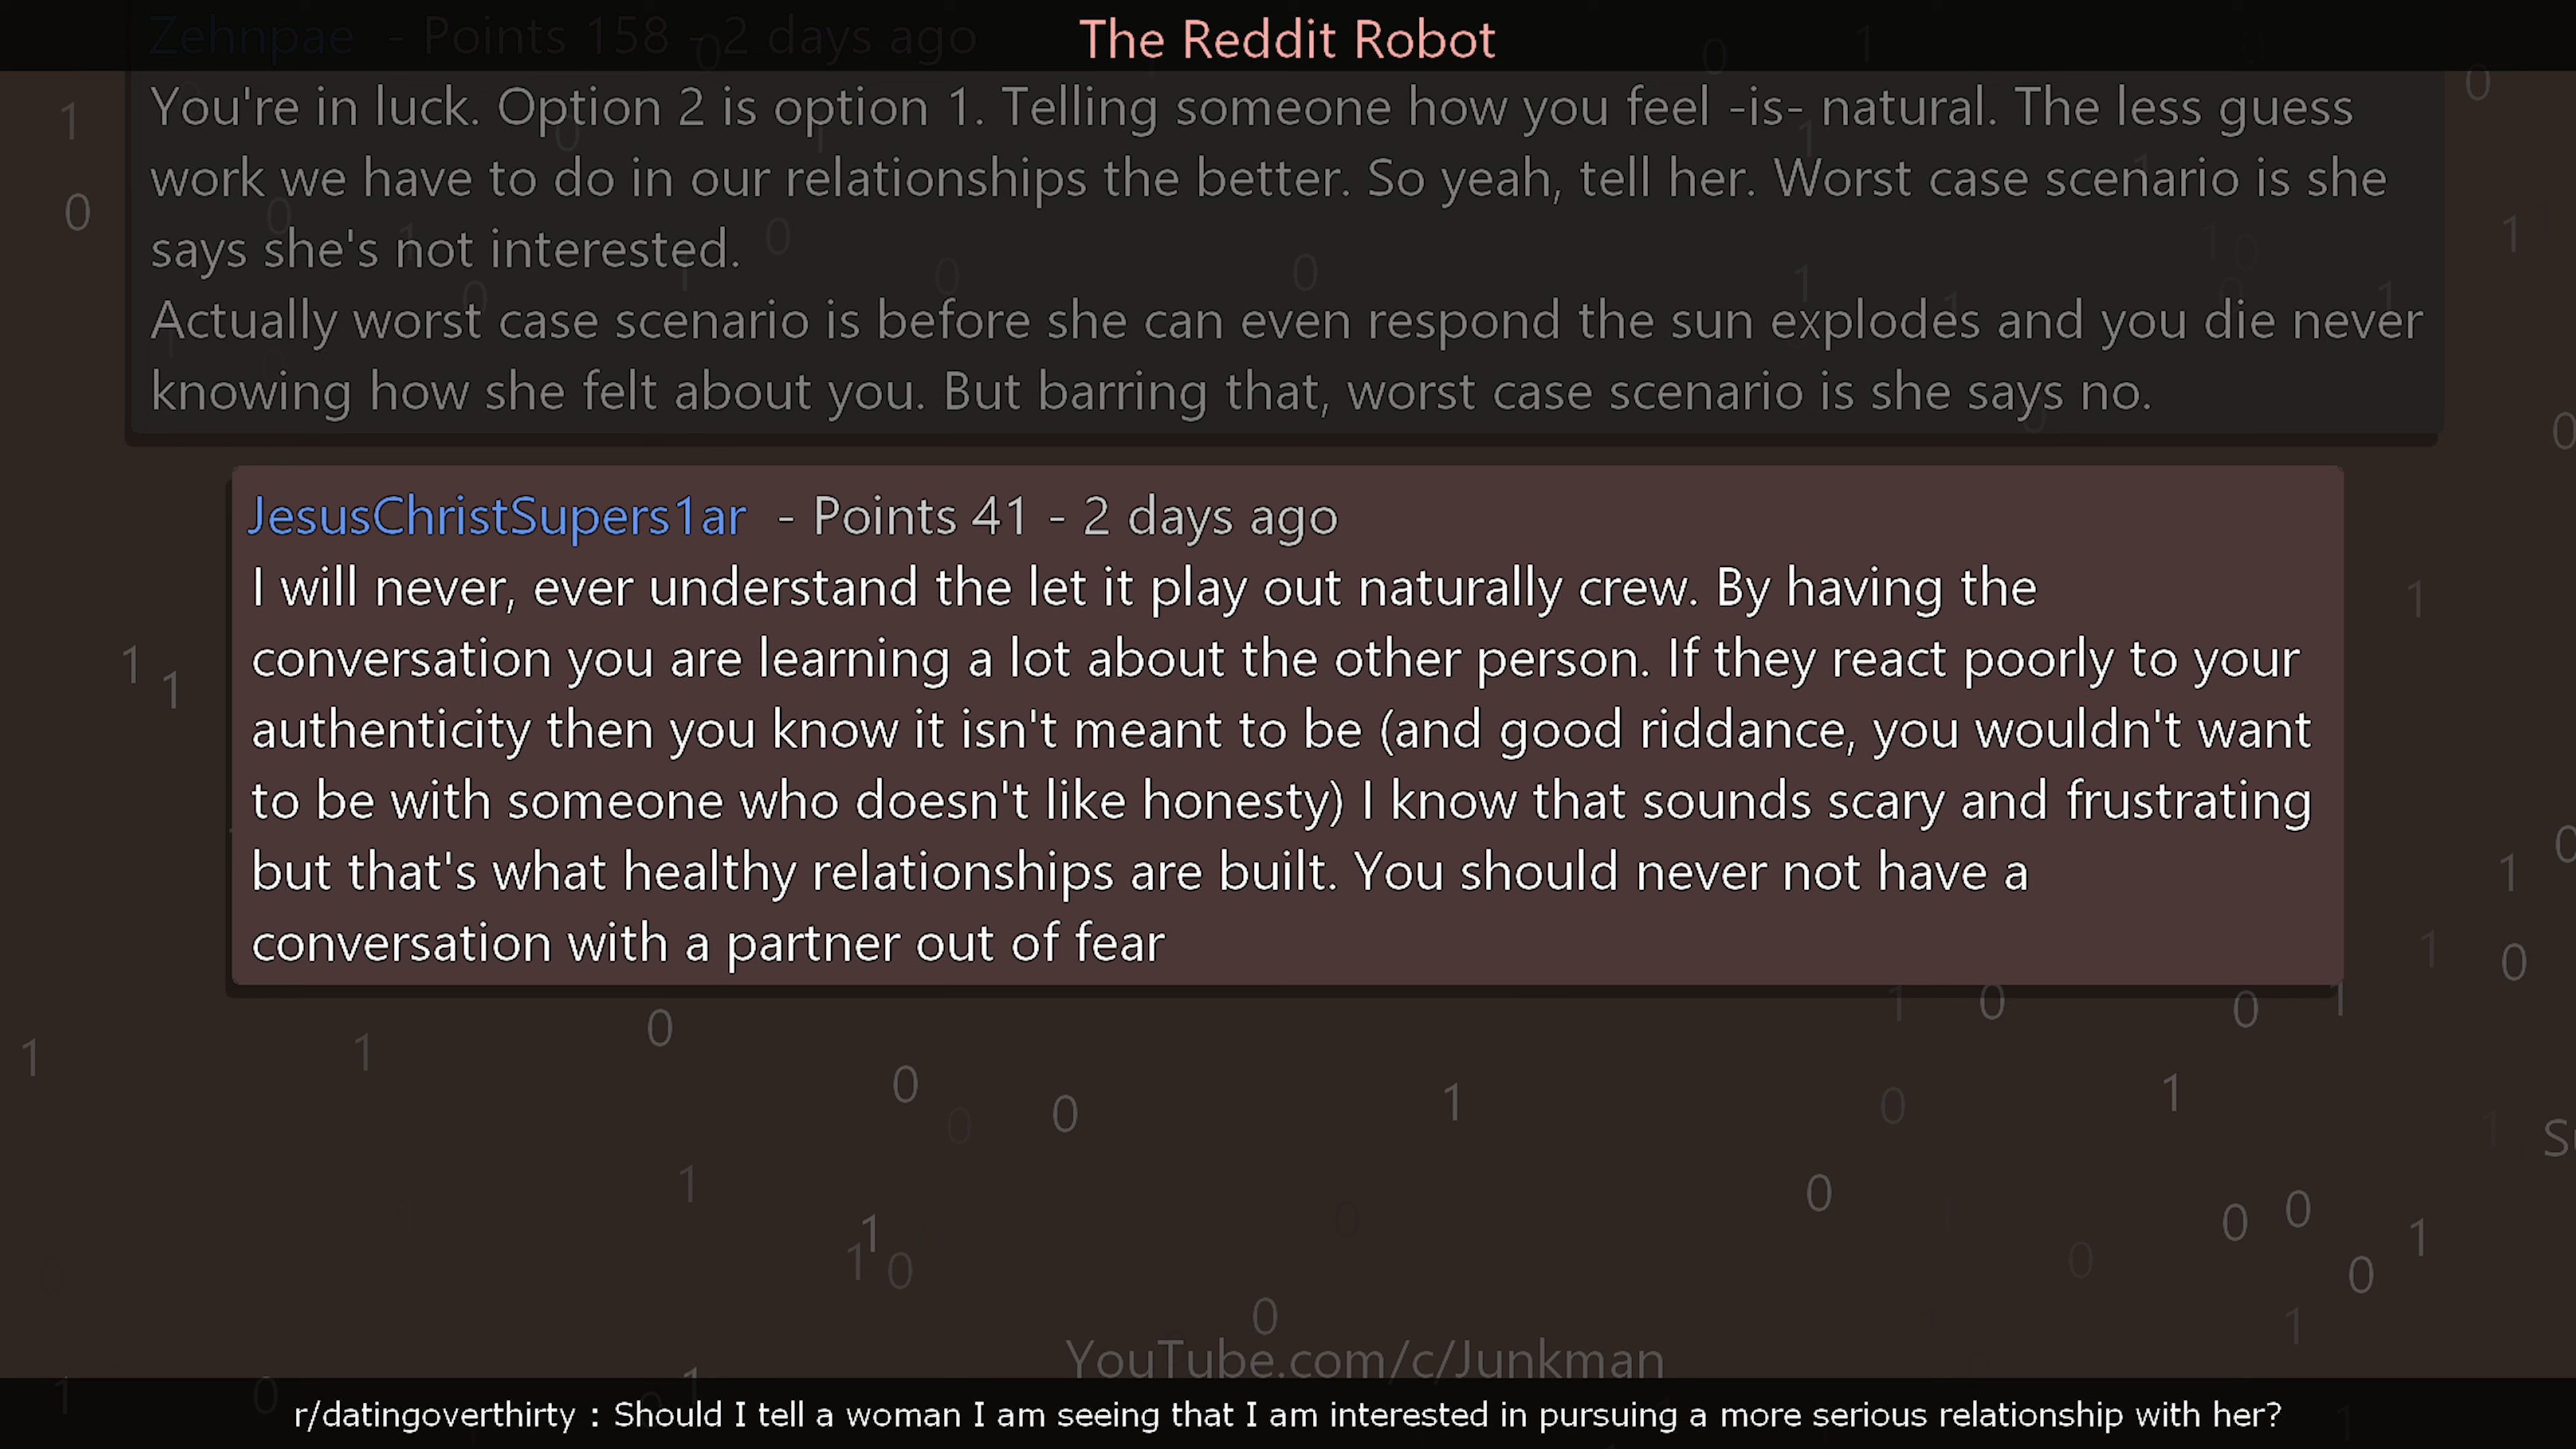 The Reddit Robot
Zehnpae - Points 158 - 2 days ago
You're in luck. Option 2 is option 1. Telling someone how you feel -is- natural. The less guess
work we have to do in our relationships the better. So yeah, tell her. Worst case scenario is she
says she's not interested.
Actually worst case scenario is before she can even respond the sun explodes and you die never
knowing how she felt about you. But barring that, worst case scenario is she says no.
JesusChristSupers1ar - Points 41 - 2 days ago
I will never, ever understand the let it play out naturally crew. By having the
conversation you are learning a lot about the other person. If they react poorly to your
authenticity then you know it isn't meant to be (and good riddance, you wouldn't want
to be with someone who doesn't like honesty) I know that sounds scary and frustrating
but that's what healthy relationships are built. You should never not have a
conversation with a partner out of fear
YouTube.com/c/Junkman
r/datingoverthirty : Should I tell a woman I am seeing that I am interested in pursuing a more serious relationship with her?